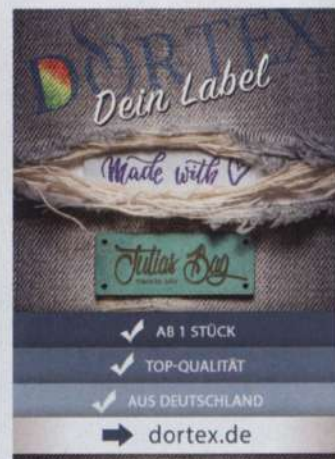 DORTEX
Dein Label
Made with ♡
Julias Bag
AB 1 STÜCK
TOP-QUALITÄT
AUS DEUTSCHLAND
dortex.de